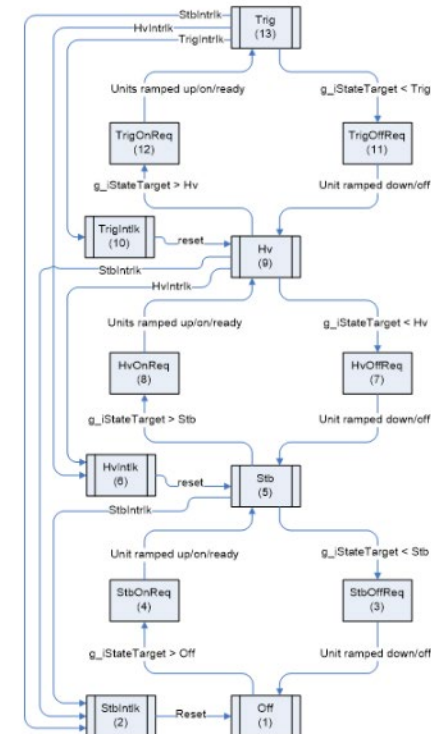 StbIntrlk
HvIntrlk
TrigIntrlk
Trig
(13)
Units ramped up/on/ready
g_iStateTarget < Trig
TrigOnReq
(12)
TrigOffReq
(11)
g_iStateTarget > Hv
Unit ramped down/off
TrigIntlk
(10)
reset
Hv
(9)
StbIntrlk
HvIntrlk
Units ramped up/on/ready
g_iStateTarget < Hv
HvOnReq
(8)
HvOffReq
(7)
g_iStateTarget > Stb
Unit ramped down/off
HvIntlk
(6)
reset
Stb
(5)
StbIntrlk
Unit ramped up/on/ready
g_iStateTarget < Stb
StbOnReq
(4)
StbOffReq
(3)
g_iStateTarget > Off
Unit ramped down/off
StbIntlk
(2)
Reset
Off
(1)